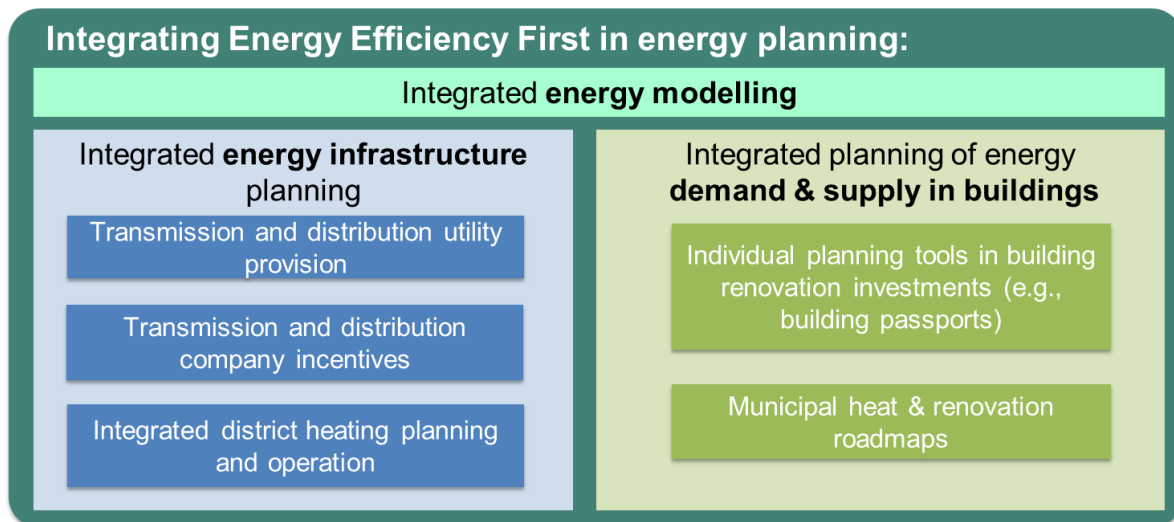 Integrating Energy Efficiency First in energy planning:
Integrated energy modelling
Integrated energy infrastructure
planning
Transmission and distribution utility
provision
Transmission and distribution
company incentives
Integrated district heating planning
and operation
Integrated planning of energy
demand & supply in buildings
Individual planning tools in building
renovation investments (e.g.,
building passports)
Municipal heat & renovation
roadmaps